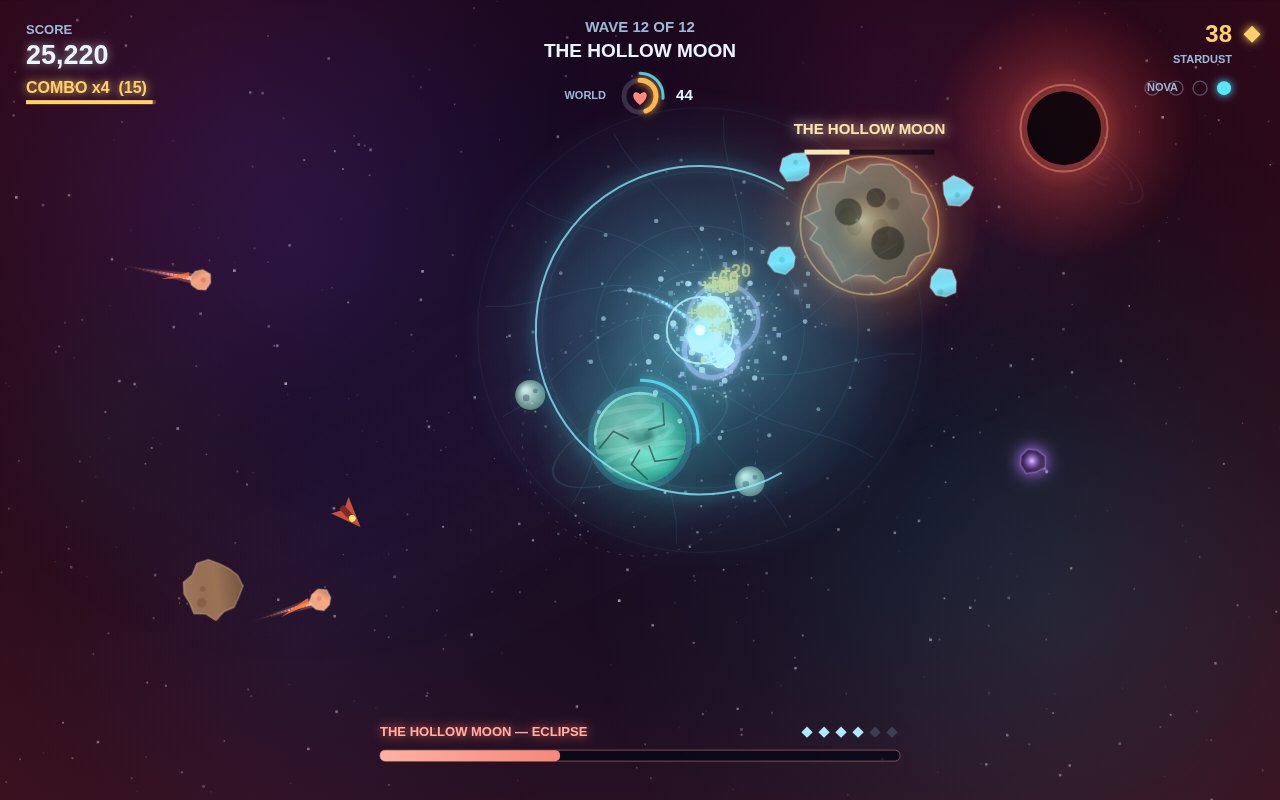 SCORE
25,220
COMBO x4 (15)
WAVE 12 OF 12
THE HOLLOW MOON
WORLD
44
38
STARDUST
NOVA
THE HOLLOW MOON
+20
THE HOLLOW MOON — ECLIPSE